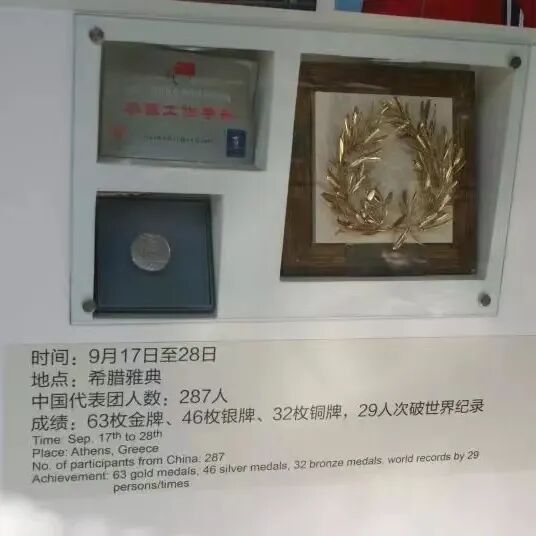 时间：9月17日至28日
地点：希腊雅典
中国代表团人数：287人
成绩：63枚金牌、46枚银牌、32枚铜牌，29人次破世界纪录
Time: Sep. 17th to 28th
Place: Athens, Greece
No. of participants from China: 287
Achievement: 63 gold medals, 46 silver medals, 32 bronze medals. world records by 29
persons/times